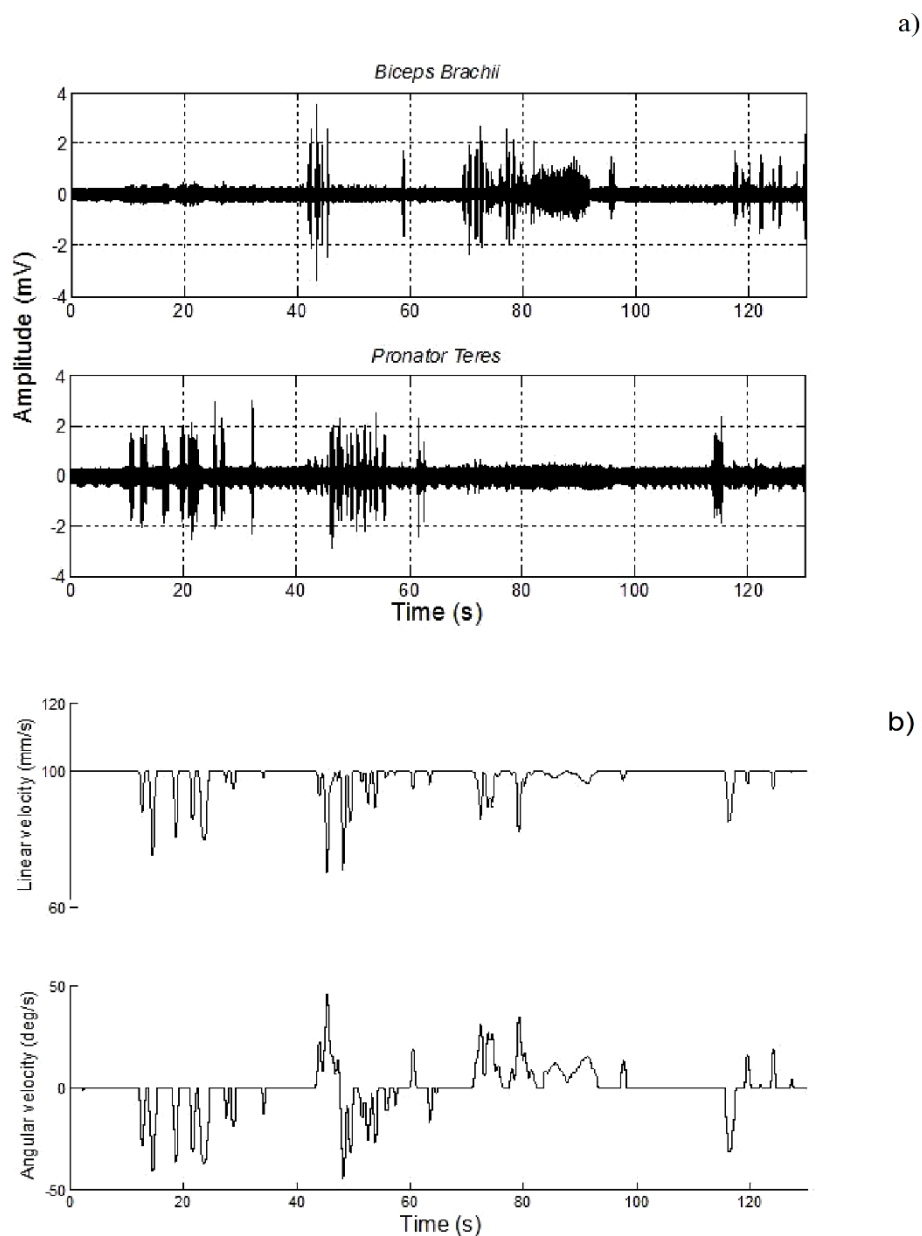 a)
Biceps Brachii
4
2
0
-2
-4
0 20 40 60 80 100 120
Amplitude (mV)
Pronator Teres
4
2
0
-2
-4
0 20 40 60 80 100 120
Time (s)
b)
120
100
60
Linear velocity (mm/s)
50
0
-50
Angular velocity (deg/s)
0 20 40 60 80 100 120
Time (s)